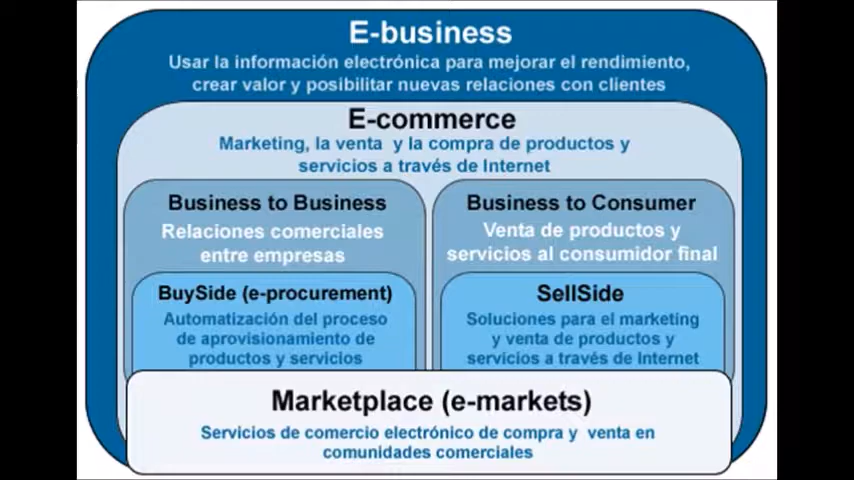 E-business
Usar la información electrónica para mejorar el rendimiento,
crear valor y posibilitar nuevas relaciones con clientes
E-commerce
Marketing, la venta y la compra de productos y
servicios a través de Internet
Business to Business
Relaciones comerciales
entre empresas
Business to Consumer
Venta de productos y
servicios al consumidor final
BuySide (e-procurement)
Automatización del proceso
de aprovisionamiento de
productos y servicios
SellSide
Soluciones para el marketing
y venta de productos y
servicios a través de Internet
Marketplace (e-markets)
Servicios de comercio electrónico de compra y venta en
comunidades comerciales